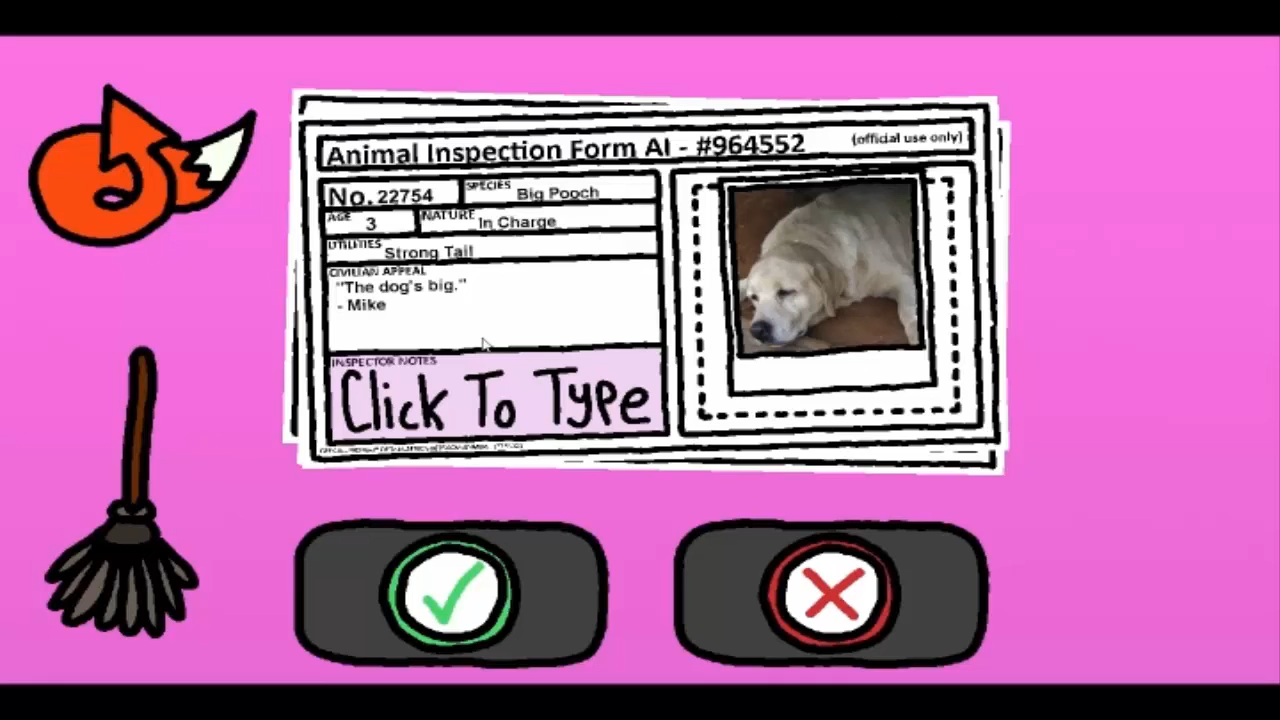 Animal Inspection Form AI - #964552 (official use only)
No. 22754 SPECIES Big Pooch
AGE 3 NATURE In Charge
UTILITIES Strong Tail
CIVILIAN APPEAL
"The dog's big."
- Mike
INSPECTOR NOTES
Click To Type